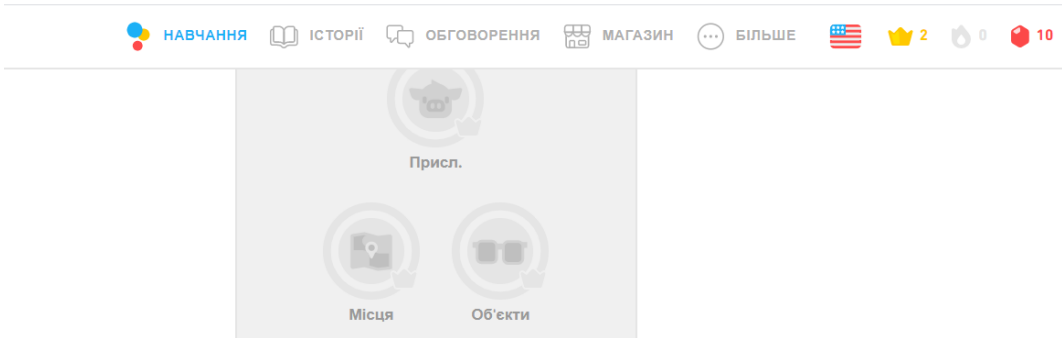 НАВЧАННЯ ІСТОРІЇ ОБГОВОРЕННЯ МАГАЗИН БІЛЬШЕ 2 0 10
Присл.
Місця Об'єкти